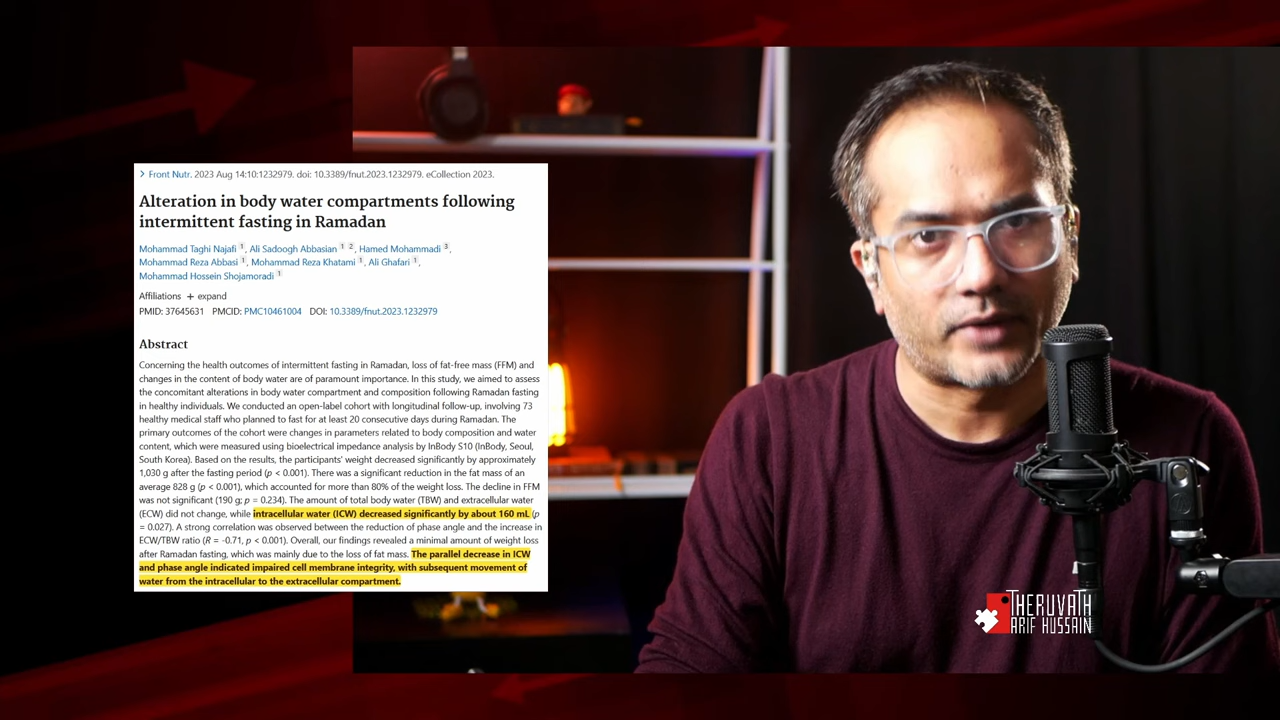 > Front Nutr. 2023 Aug 14:10:1232979. doi: 10.3389/fnut.2023.1232979. eCollection 2023.
Alteration in body water compartments following
intermittent fasting in Ramadan
Mohammad Taghi Najafi 1, Ali Sadoogh Abbasian 1 2, Hamed Mohammadi 3,
Mohammad Reza Abbasi 1, Mohammad Reza Khatami 1, Ali Ghafari 1,
Mohammad Hossein Shojamoradi 1
Affiliations + expand
PMID: 37645631 PMCID: PMC10461004 DOI: 10.3389/fnut.2023.1232979
Abstract
Concerning the health outcomes of intermittent fasting in Ramadan, loss of fat-free mass (FFM) and
changes in the content of body water are of paramount importance. In this study, we aimed to assess
the concomitant alterations in body water compartment and composition following Ramadan fasting
in healthy individuals. We conducted an open-label cohort with longitudinal follow-up, involving 73
healthy medical staff who planned to fast for at least 20 consecutive days during Ramadan. The
primary outcomes of the cohort were changes in parameters related to body composition and water
content, which were measured using bioelectrical impedance analysis by InBody S10 (InBody, Seoul,
South Korea). Based on the results, the participants' weight decreased significantly by approximately
1,030 g after the fasting period (p < 0.001). There was a significant reduction in the fat mass of an
average 828 g (p < 0.001), which accounted for more than 80% of the weight loss. The decline in FFM
was not significant (190 g; p = 0.234). The amount of total body water (TBW) and extracellular water
(ECW) did not change, while intracellular water (ICW) decreased significantly by about 160 mL (p
= 0.027). A strong correlation was observed between the reduction of phase angle and the increase in
ECW/TBW ratio (R = -0.71, p < 0.001). Overall, our findings revealed a minimal amount of weight loss
after Ramadan fasting, which was mainly due to the loss of fat mass. The parallel decrease in ICW
and phase angle indicated impaired cell membrane integrity, with subsequent movement of
water from the intracellular to the extracellular compartment.
THERUVATH
ARIF HUSSAIN